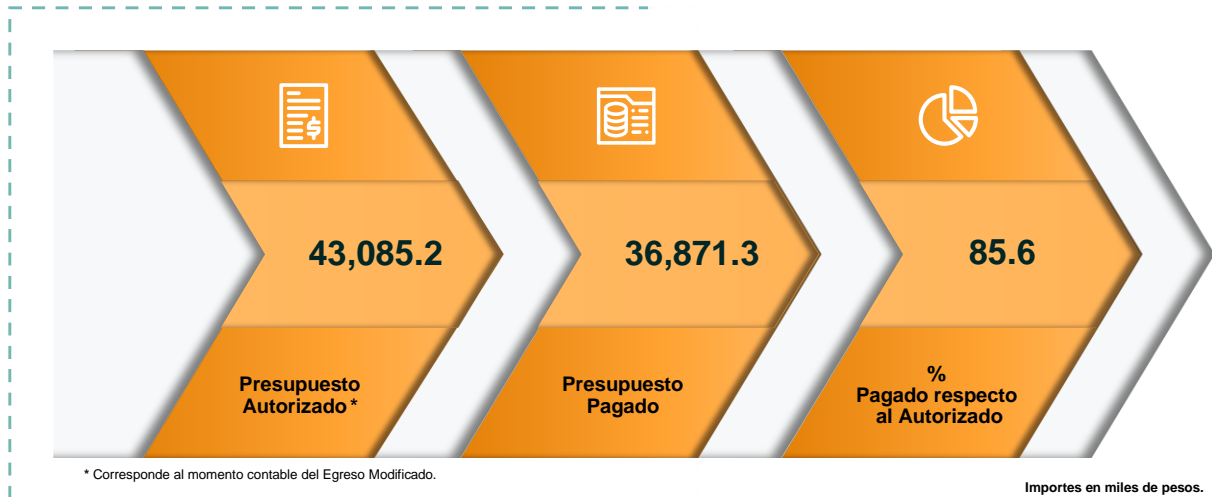 43,085.2
36,871.3
85.6
Presupuesto
Autorizado *
Presupuesto
Pagado
%
Pagado respecto
al Autorizado
* Corresponde al momento contable del Egreso Modificado.
Importes en miles de pesos.